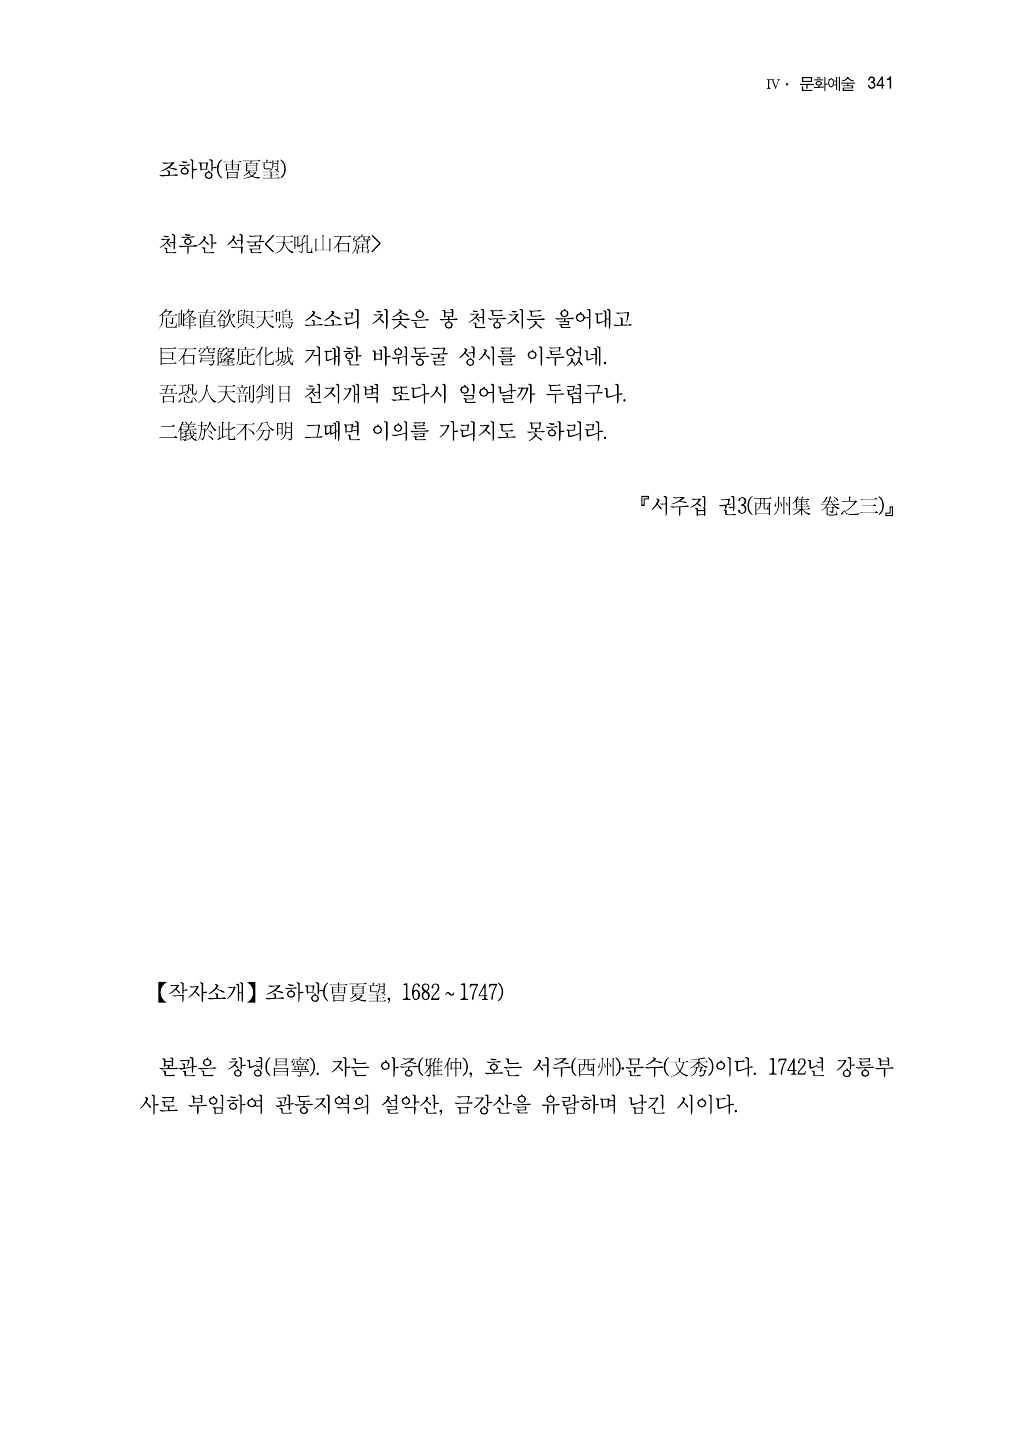 Ⅳ · 문화예술 341
조하망(曺夏望)
천후산 석굴<天吼山石窟>
危峰直欲與天鳴 소소리 치솟은 봉 천둥치듯 울어대고
巨石穹窿庇化城 거대한 바위동굴 성시를 이루었네.
吾恐人天剖判日 천지개벽 또다시 일어날까 두렵구나.
二儀於此不分明 그때면 이의를 가리지도 못하리라.
『서주집 권3(西州集 卷之三)』
【작자소개】 조하망(曺夏望, 1682 ~ 1747)
본관은 창녕(昌寧). 자는 아중(雅仲), 호는 서주(西州)·문수(文秀)이다. 1742년 강릉부
사로 부임하여 관동지역의 설악산, 금강산을 유람하며 남긴 시이다.